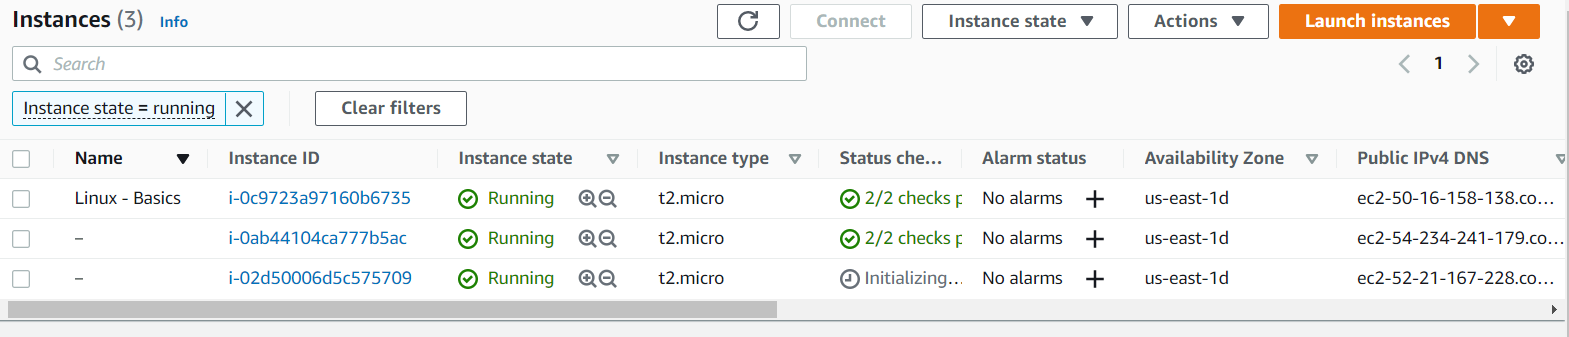 Instances (3) Info Connect Instance state Actions Launch instances
Search 1
Instance state = running Clear filters
Name Instance ID Instance state Instance type Status che... Alarm status Availability Zone Public IPv4 DNS
Linux - Basics i-0c9723a97160b6735 Running t2.micro 2/2 checks p No alarms + us-east-1d ec2-50-16-158-138.co...
– i-0ab44104ca777b5ac Running t2.micro 2/2 checks p No alarms + us-east-1d ec2-54-234-241-179.co...
– i-02d50006d5c575709 Running t2.micro Initializing... No alarms + us-east-1d ec2-52-21-167-228.co...